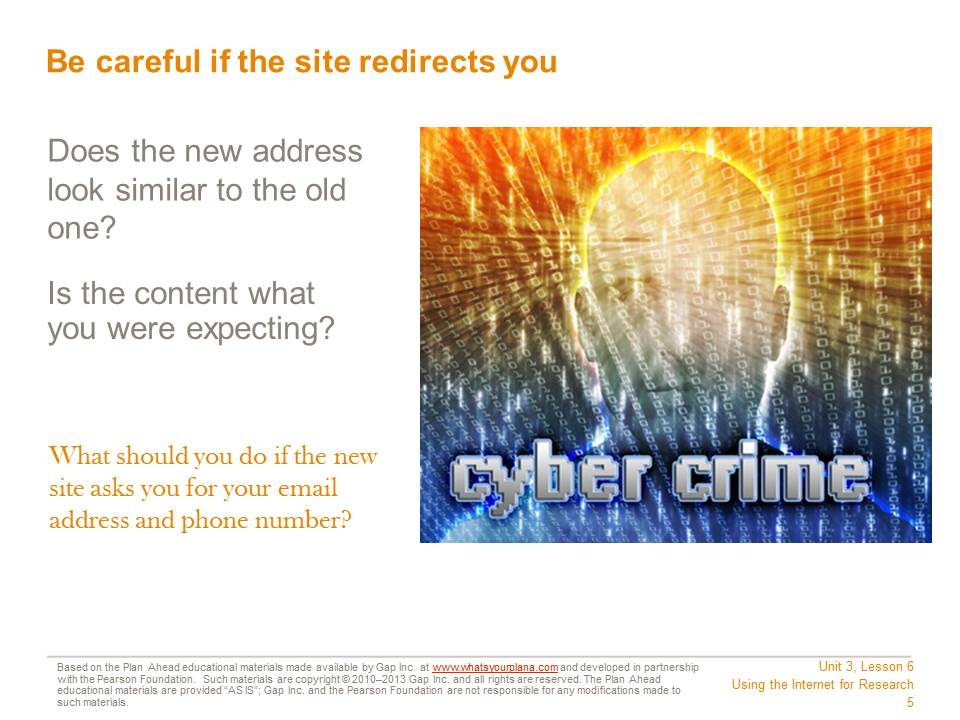 Be careful if the site redirects you
Does the new address
look similar to the old
one?
Is the content what
you were expecting?
What should you do if the new
site asks you for your email
address and phone number?
cyber crime
Based on the Plan Ahead educational materials made available by Gap Inc. at www.whatsyourplana.com and developed in partnership
with the Pearson Foundation. Such materials are copyright © 2010–2013 Gap Inc. and all rights are reserved. The Plan Ahead
educational materials are provided “AS IS”; Gap Inc. and the Pearson Foundation are not responsible for any modifications made to
such materials.
Unit 3, Lesson 6
Using the Internet for Research
5